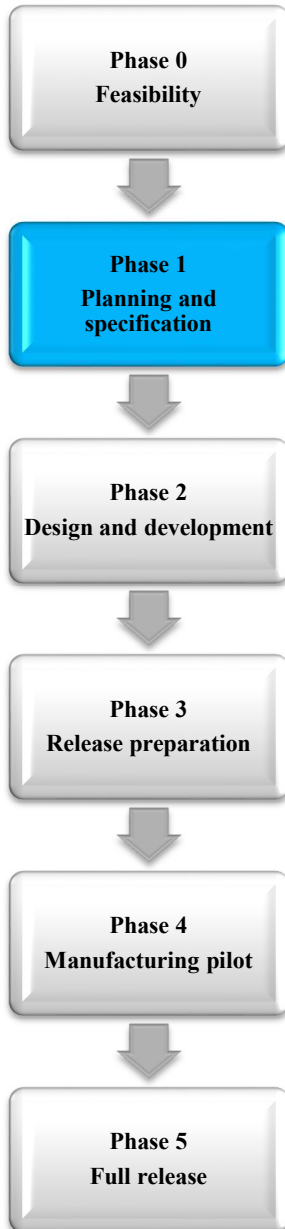 Phase 0
Feasibility
Phase 1
Planning and
specification
Phase 2
Design and development
Phase 3
Release preparation
Phase 4
Manufacturing pilot
Phase 5
Full release